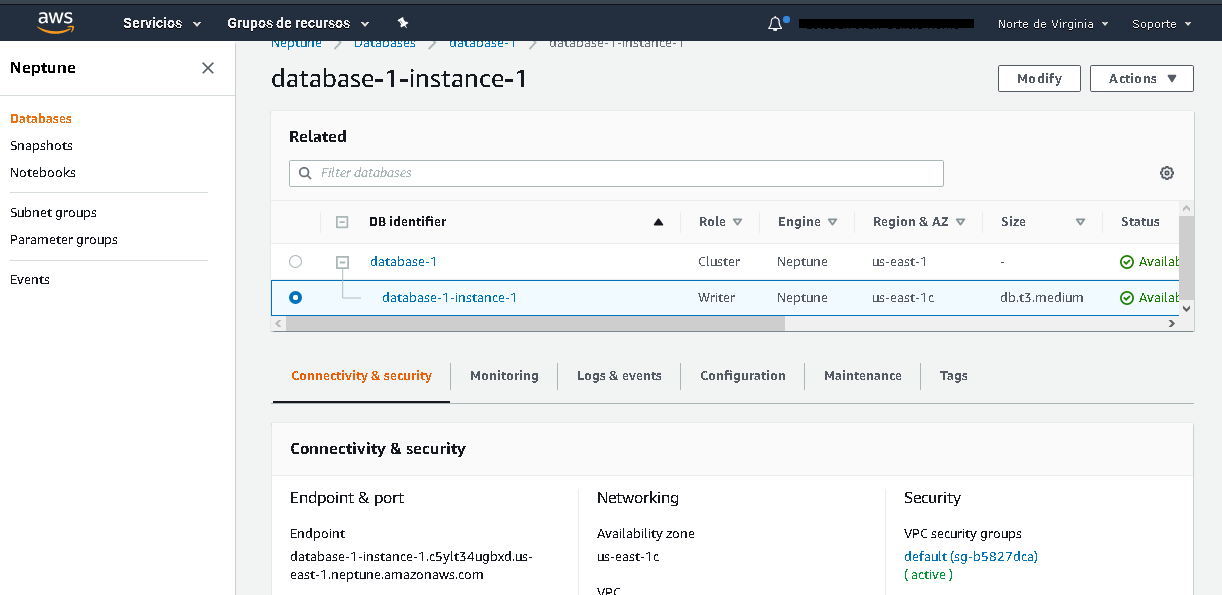 aws Servicios Grupos de recursos Norte de Virginia Soporte
Neptune
Databases
Snapshots
Notebooks
Subnet groups
Parameter groups
Events
Neptune Databases database-1 database-1-instance-1
database-1-instance-1
Modify Actions
Related
Filter databases
DB identifier Role Engine Region & AZ Size Status
database-1 Cluster Neptune us-east-1 - Availab
database-1-instance-1 Writer Neptune us-east-1c db.t3.medium Availab
Connectivity & security Monitoring Logs & events Configuration Maintenance Tags
Connectivity & security
Endpoint & port
Endpoint
database-1-instance-1.c5ylt34ugbxd.us-
east-1.neptune.amazonaws.com
Networking
Availability zone
us-east-1c
VPC
Security
VPC security groups
default (sg-b5827dca)
( active )